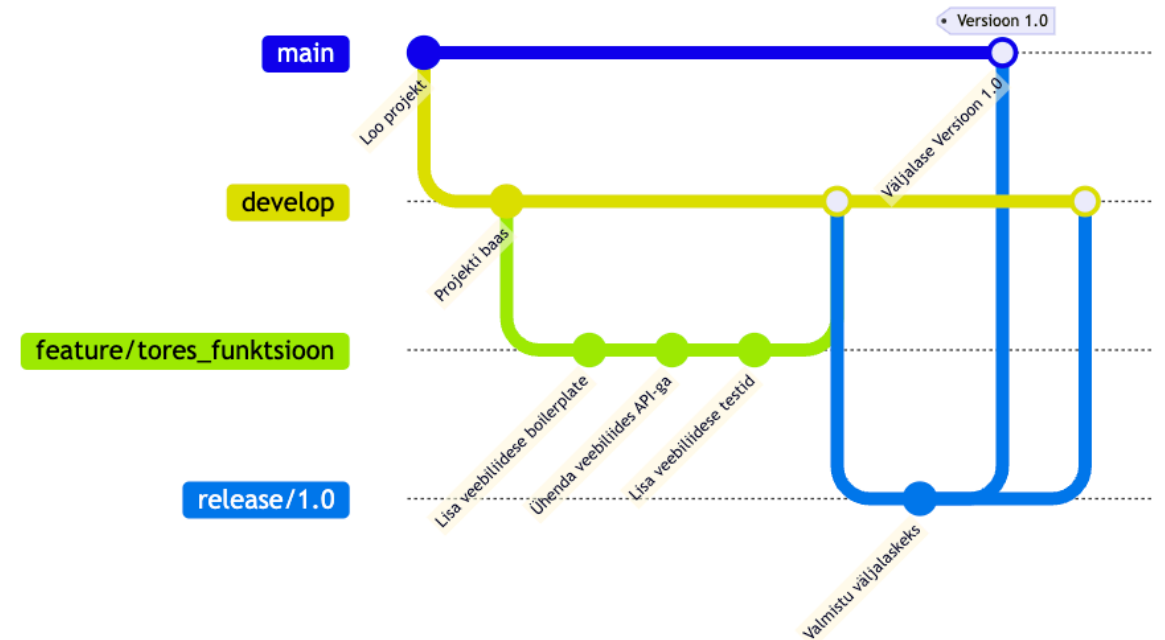 Versioon 1.0
main
Loo projekt
Väljalase Versioon 1.0
develop
Projekti baas
feature/tores_funktsioon
Lisa veebiliidese boilerplate
Ühenda veebiliides API-ga
Lisa veebiliidese testid
release/1.0
Valmistu väljalaskeks